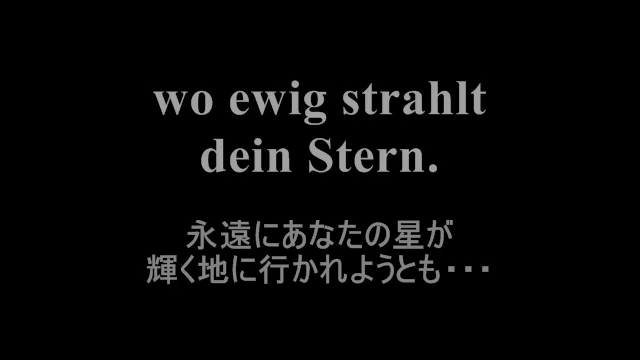 wo ewig strahlt
dein Stern.
永遠にあなたの星が
輝く地に行かれようとも・・・